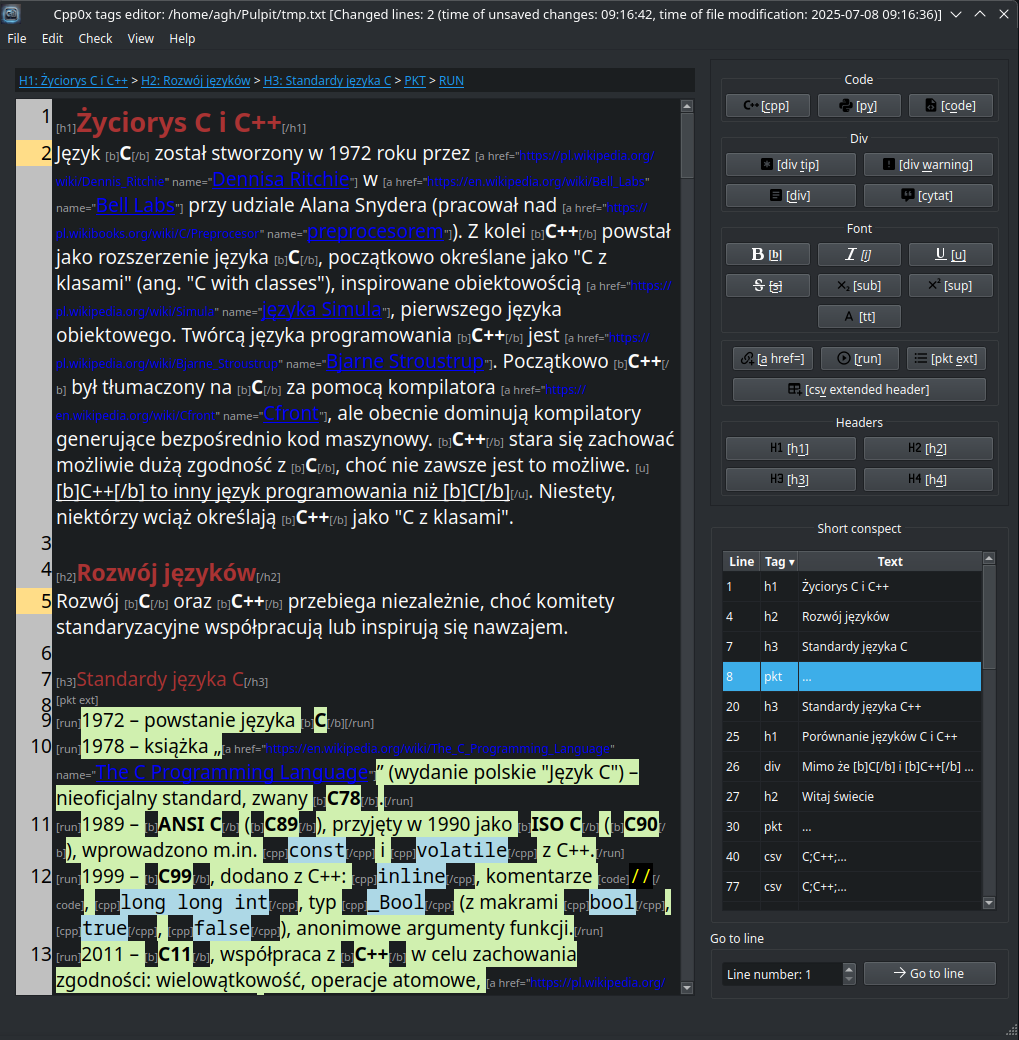 Cpp0x tags editor: /home/agh/Pulpit/tmp.txt [Changed lines: 2 (time of unsaved changes: 09:16:42, time of file modification: 2025-07-08 09:16:36)]
File Edit Check View Help
H1: Życiorys C i C++ > H2: Rozwój języków > H3: Standardy języka C > PKT > RUN
1 [h1]Życiorys C i C++[/h1]
2 Język [b]C[/b] został stworzony w 1972 roku przez [a href="https://pl.wikipedia.org/
wiki/Dennis_Ritchie" name="Dennisa Ritchie"] w [a href="https://en.wikipedia.org/wiki/Bell_Labs"
name="Bell Labs"] przy udziale Alana Snydera (pracował nad [a href="https://
pl.wikibooks.org/wiki/C/Preprocesor" name="preprocesorem"]). Z kolei [b]C++[/b] powstał
jako rozszerzenie języka [b]C[/b], początkowo określane jako "C z
klasami" (ang. "C with classes"), inspirowane obiektowością [a href="https://
pl.wikipedia.org/wiki/Simula" name="języka Simula"], pierwszego języka
obiektowego. Twórcą języka programowania [b]C++[/b] jest [a href="https://
pl.wikipedia.org/wiki/Bjarne_Stroustrup" name="Bjarne Stroustrup"]. Początkowo [b]C++[/
b] był tłumaczony na [b]C[/b] za pomocą kompilatora [a href="https://
en.wikipedia.org/wiki/Cfront" name="Cfront"], ale obecnie dominują kompilatory
generujące bezpośrednio kod maszynowy. [b]C++[/b] stara się zachować
możliwie dużą zgodność z [b]C[/b], choć nie zawsze jest to możliwe. [u]
[b]C++[/b] to inny język programowania niż [b]C[/b][/u]. Niestety,
niektórzy wciąż określają [b]C++[/b] jako "C z klasami".
3
4 [h2]Rozwój języków[/h2]
5 Rozwój [b]C[/b] oraz [b]C++[/b] przebiega niezależnie, choć komitety
standaryzacyjne współpracują lub inspirują się nawzajem.
6
7 [h3]Standardy języka C[/h3]
8 [pkt ext]
9 [run]1972 – powstanie języka [b]C[/b][/run]
10 [run]1978 – książka „[a href="https://en.wikipedia.org/wiki/The_C_Programming_Language"
name="The C Programming Language"]” (wydanie polskie "Język C") –
nieoficjalny standard, zwany [b]C78[/b].[/run]
11 [run]1989 – [b]ANSI C[/b] ([b]C89[/b]), przyjęty w 1990 jako [b]ISO C[/b] ([b]C90[/
b]), wprowadzono m.in. [cpp]const[/cpp] i [cpp]volatile[/cpp] z C++.[/run]
12 [run]1999 – [b]C99[/b], dodano z C++: [cpp]inline[/cpp], komentarze [code]//[/
code], [cpp]long long int[/cpp], typ [cpp]_Bool[/cpp] (z makrami [cpp]bool[/cpp],
[cpp]true[/cpp], [cpp]false[/cpp]), anonimowe argumenty funkcji.[/run]
13 [run]2011 – [b]C11[/b], współpraca z [b]C++[/b] w celu zachowania
zgodności: wielowątkowość, operacje atomowe, [a href="https://pl.wikipedia.org/
Code
C++ [cpp] [py] [code]
Div
[div tip] [div warning]
[div] [cytat]
Font
B [b] I [i] U [u]
S [s] X₂ [sub] X² [sup]
A [tt]
[a href=] [run] [pkt ext]
[csv extended header]
Headers
H1 [h1] H2 [h2]
H3 [h3] H4 [h4]
Short conspect
Line Tag Text
1 h1 Życiorys C i C++
4 h2 Rozwój języków
7 h3 Standardy języka C
8 pkt ...
20 h3 Standardy języka C++
25 h1 Porównanie języków C i C++
26 div Mimo że [b]C[/b] i [b]C++[/b] ...
27 h2 Witaj świecie
30 pkt ...
40 csv C;C++;...
77 csv C;C++;...
Go to line
Line number: 1 → Go to line